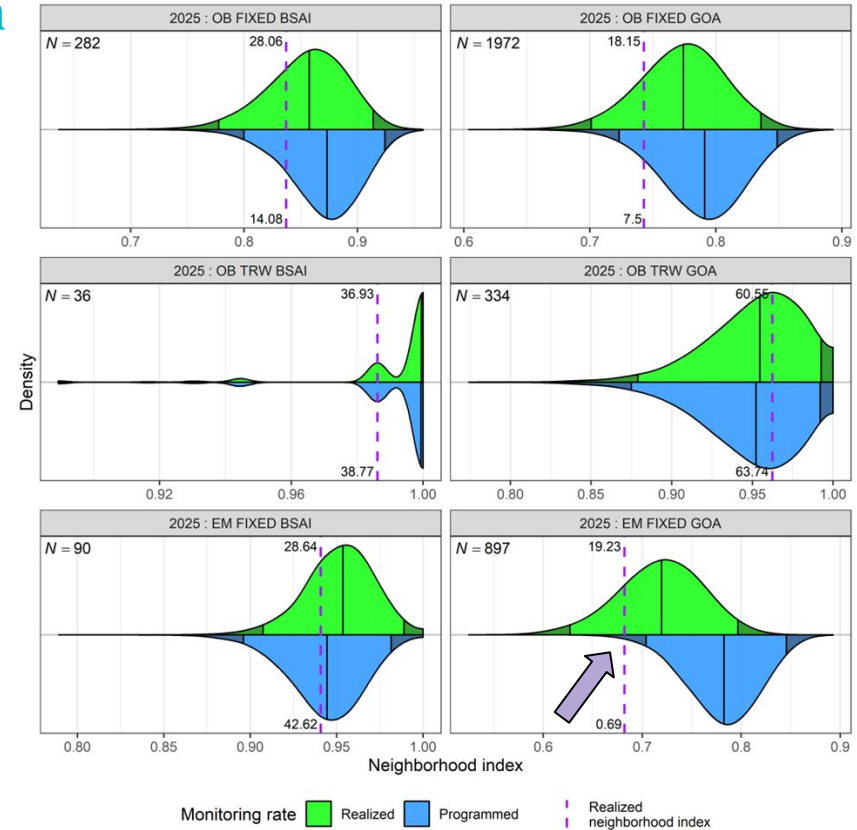 2025 : OB FIXED BSAI
2025 : OB FIXED GOA
N = 282
28.06
14.08
0.7
0.8
0.9
N = 1972
18.15
7.5
0.6
0.7
0.8
0.9
2025 : OB TRW BSAI
2025 : OB TRW GOA
N = 36
36.93
38.77
0.92
0.96
1.00
N = 334
60.55
63.74
0.80
0.85
0.90
0.95
1.00
2025 : EM FIXED BSAI
2025 : EM FIXED GOA
N = 90
28.64
42.62
0.80
0.85
0.90
0.95
1.00
N = 897
19.23
0.69
0.6
0.7
0.8
0.9
Density
Neighborhood index
Monitoring rate
Realized
Programmed
Realized
neighborhood index